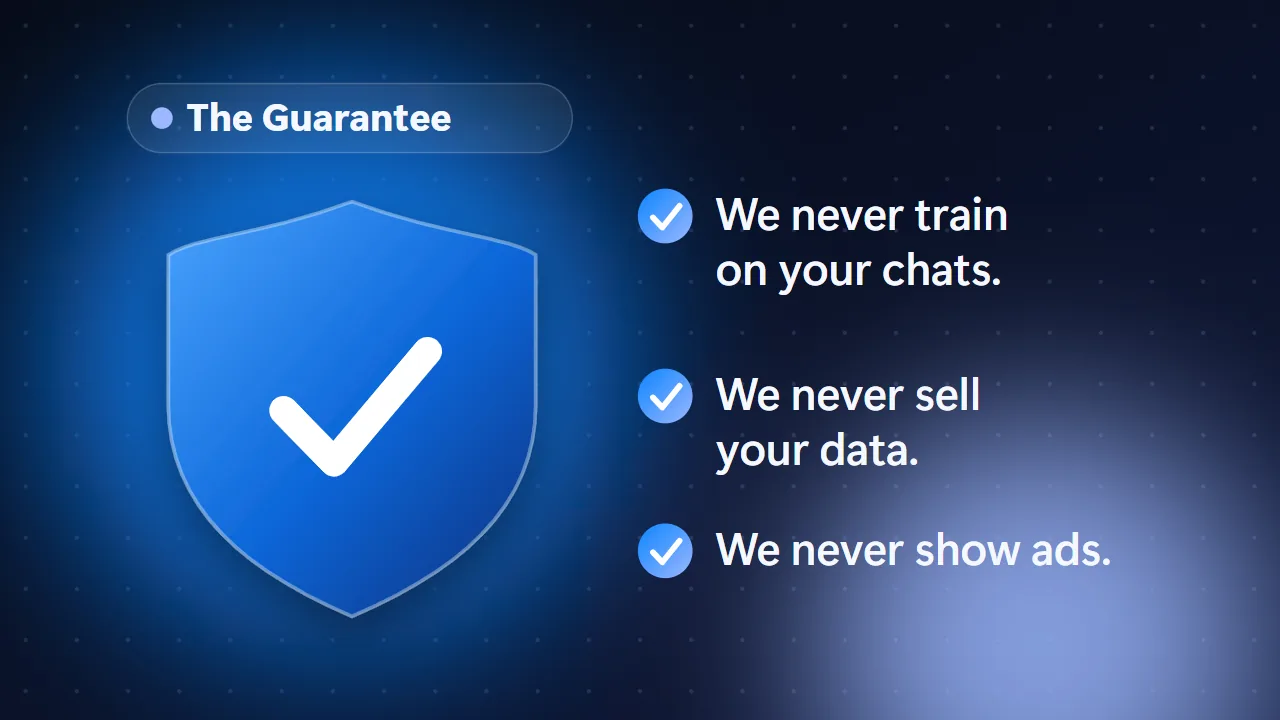 The Guarantee
We never train
on your chats.
We never sell
your data.
We never show ads.